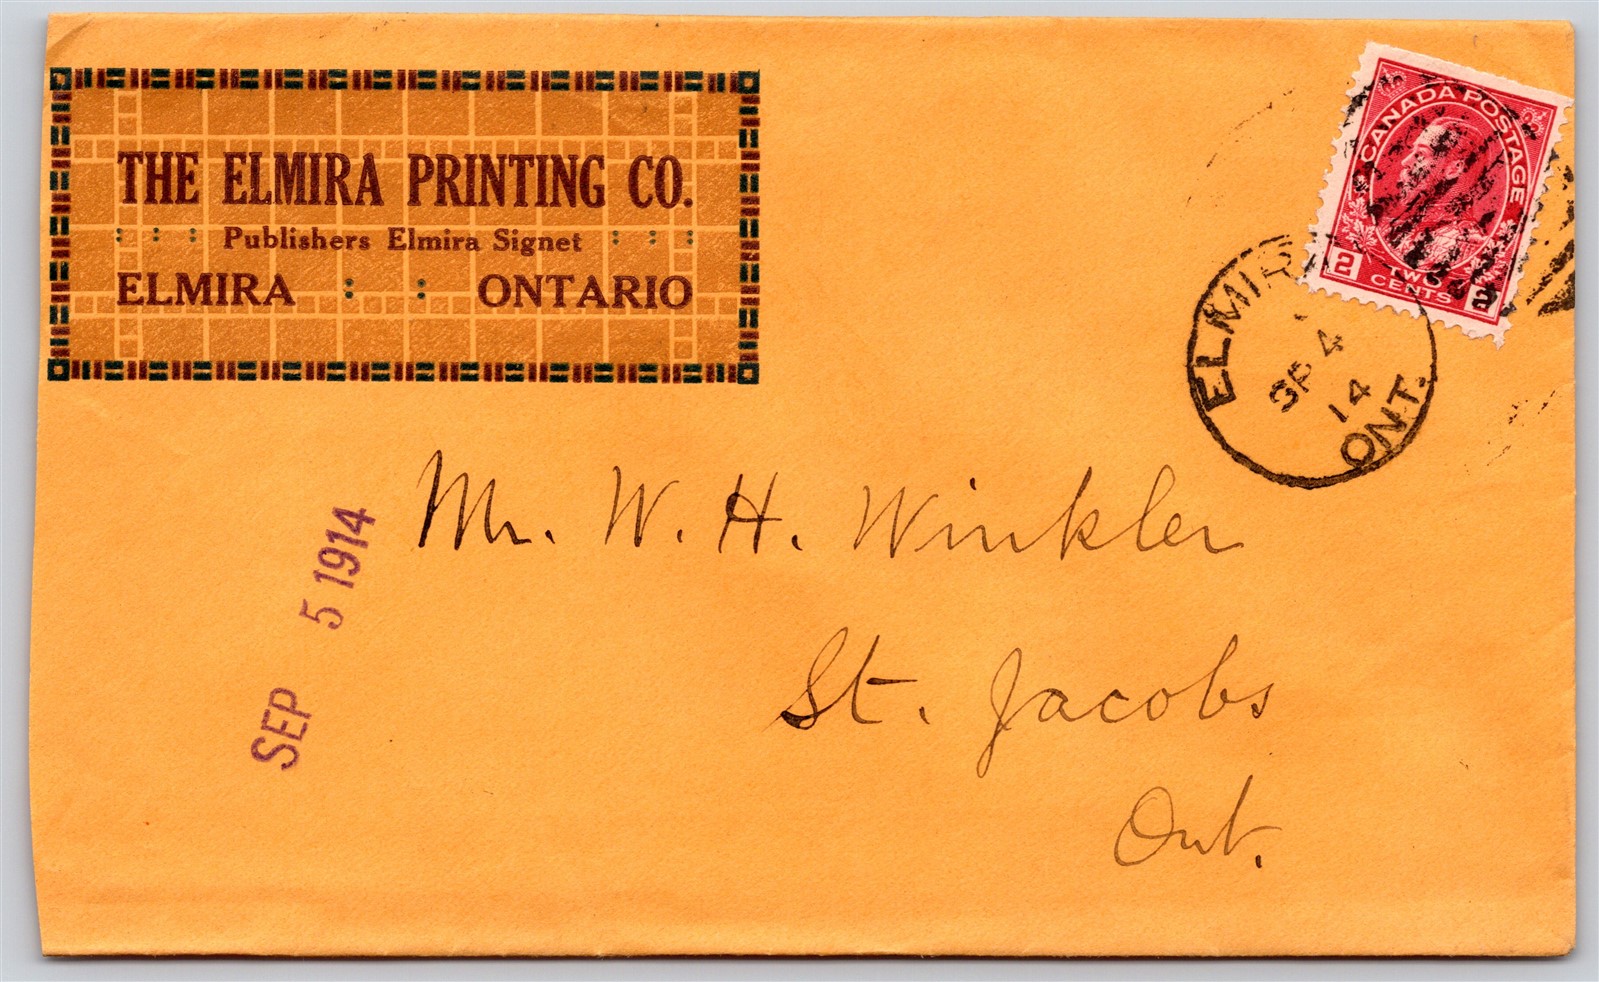 THE ELMIRA PRINTING CO.
Publishers Elmira Signet
ELMIRA : : ONTARIO
CANADA POSTAGE
2 TWO CENTS 2
ELMIRA
SP 4
14
ONT.
SEP 5 1914
Mr. W. H. Winkler
St. Jacobs
Ont.